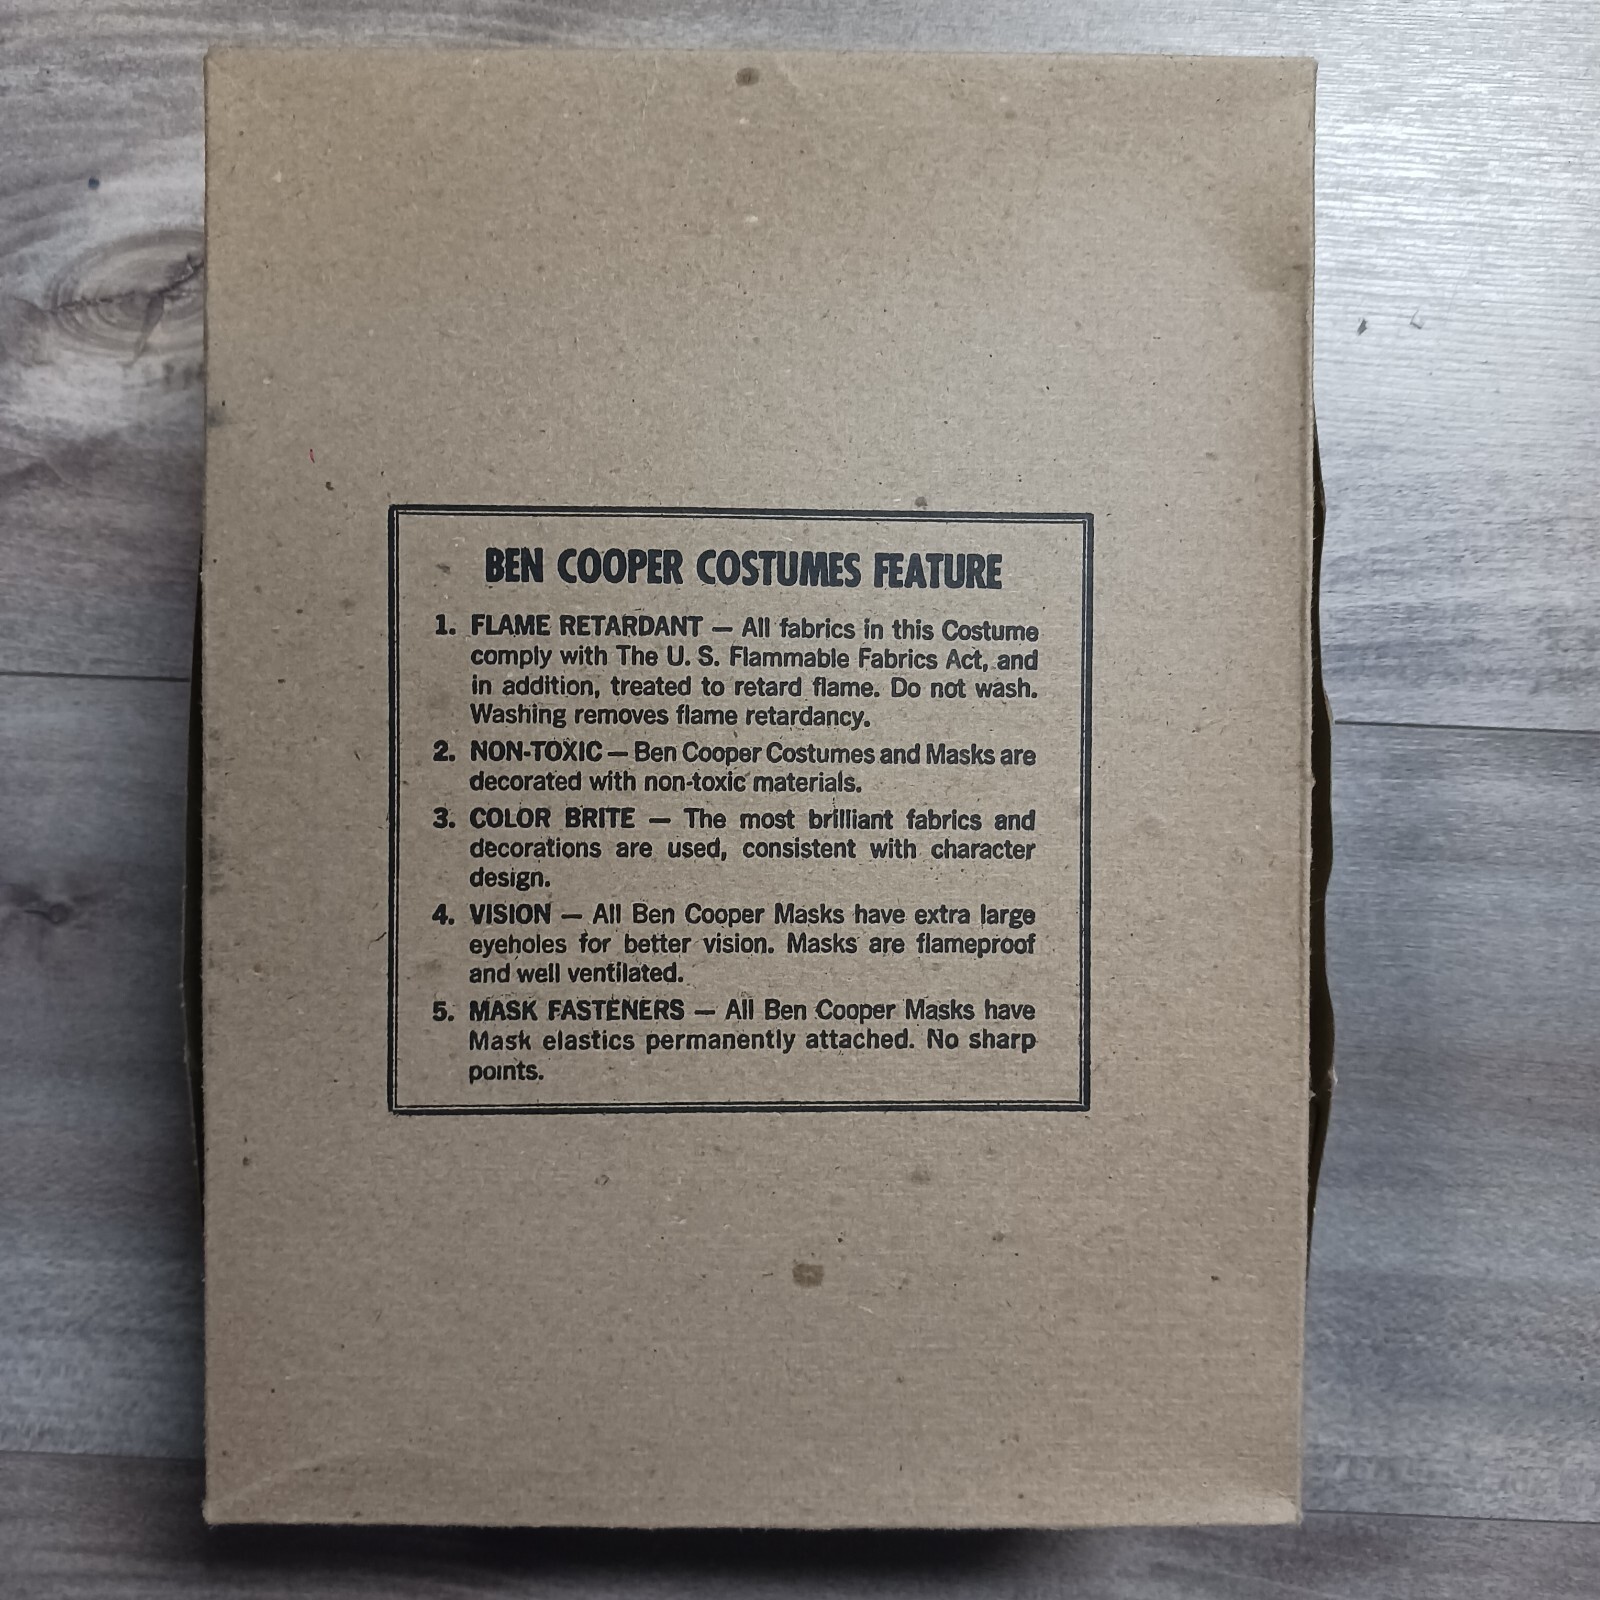 BEN COOPER COSTUMES FEATURE
1. FLAME RETARDANT — All fabrics in this Costume
comply with The U. S. Flammable Fabrics Act, and
in addition, treated to retard flame. Do not wash.
Washing removes flame retardancy.
2. NON-TOXIC — Ben Cooper Costumes and Masks are
decorated with non-toxic materials.
3. COLOR BRITE — The most brilliant fabrics and
decorations are used, consistent with character
design.
4. VISION — All Ben Cooper Masks have extra large
eyeholes for better vision. Masks are flameproof
and well ventilated.
5. MASK FASTENERS — All Ben Cooper Masks have
Mask elastics permanently attached. No sharp
points.